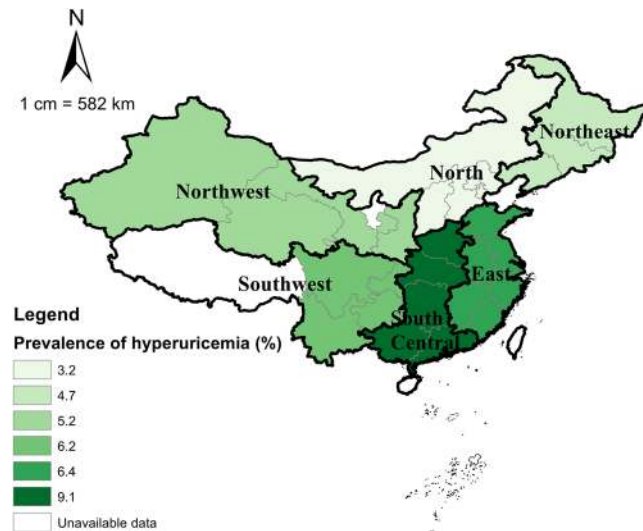 N
1 cm = 582 km
Northeast
North
Northwest
Southwest
East
South
Central
Legend
Prevalence of hyperuricemia (%)
3.2
4.7
5.2
6.2
6.4
9.1
Unavailable data